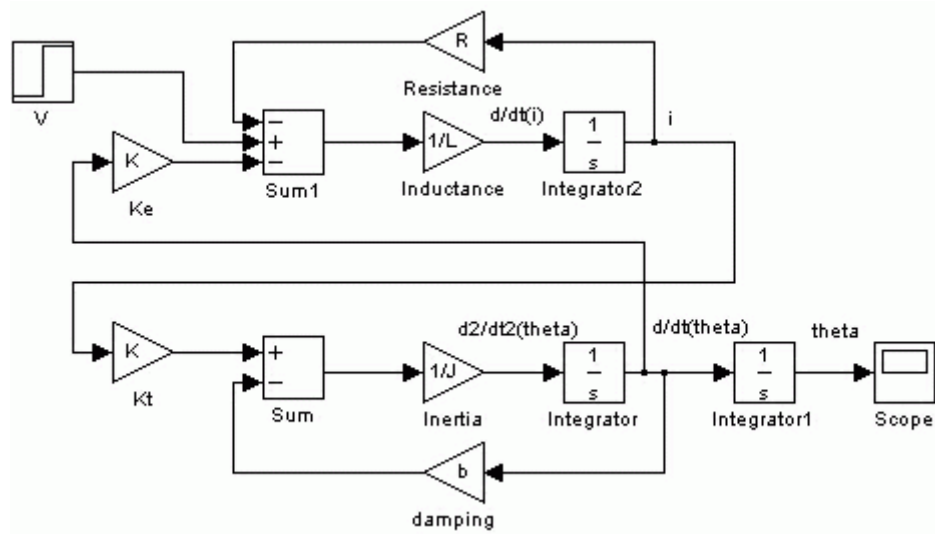 R
Resistance
V
−
+
−
Sum1
1/L
Inductance
d/dt(i)
1
s
Integrator2
i
K
Ke
K
Kt
+
−
Sum
1/J
Inertia
d2/dt2(theta)
1
s
Integrator
d/dt(theta)
1
s
Integrator1
theta
Scope
b
damping